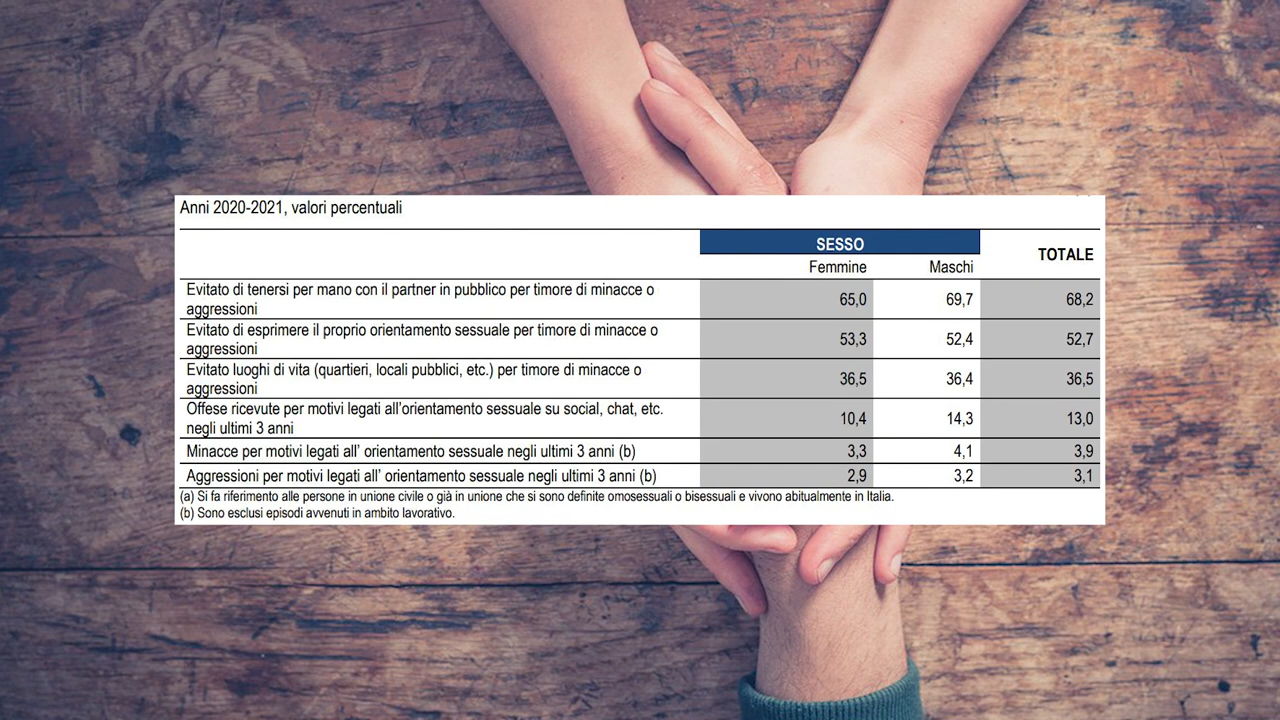 Anni 2020-2021, valori percentuali
SESSO
TOTALE
Femmine Maschi
Evitato di tenersi per mano con il partner in pubblico per timore di minacce o
aggressioni
65,0 69,7 68,2
Evitato di esprimere il proprio orientamento sessuale per timore di minacce o
aggressioni
53,3 52,4 52,7
Evitato luoghi di vita (quartieri, locali pubblici, etc.) per timore di minacce o
aggressioni
36,5 36,4 36,5
Offese ricevute per motivi legati all’orientamento sessuale su social, chat, etc.
negli ultimi 3 anni
10,4 14,3 13,0
Minacce per motivi legati all’ orientamento sessuale negli ultimi 3 anni (b) 3,3 4,1 3,9
Aggressioni per motivi legati all’ orientamento sessuale negli ultimi 3 anni (b) 2,9 3,2 3,1
(a) Si fa riferimento alle persone in unione civile o già in unione che si sono definite omosessuali o bisessuali e vivono abitualmente in Italia.
(b) Sono esclusi episodi avvenuti in ambito lavorativo.